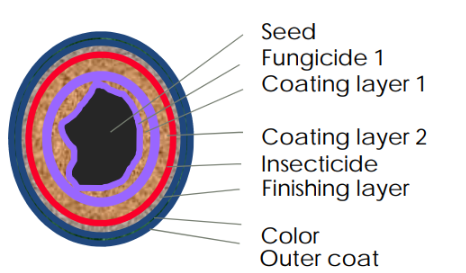 Seed
Fungicide 1
Coating layer 1
Coating layer 2
Insecticide
Finishing layer
Color
Outer coat